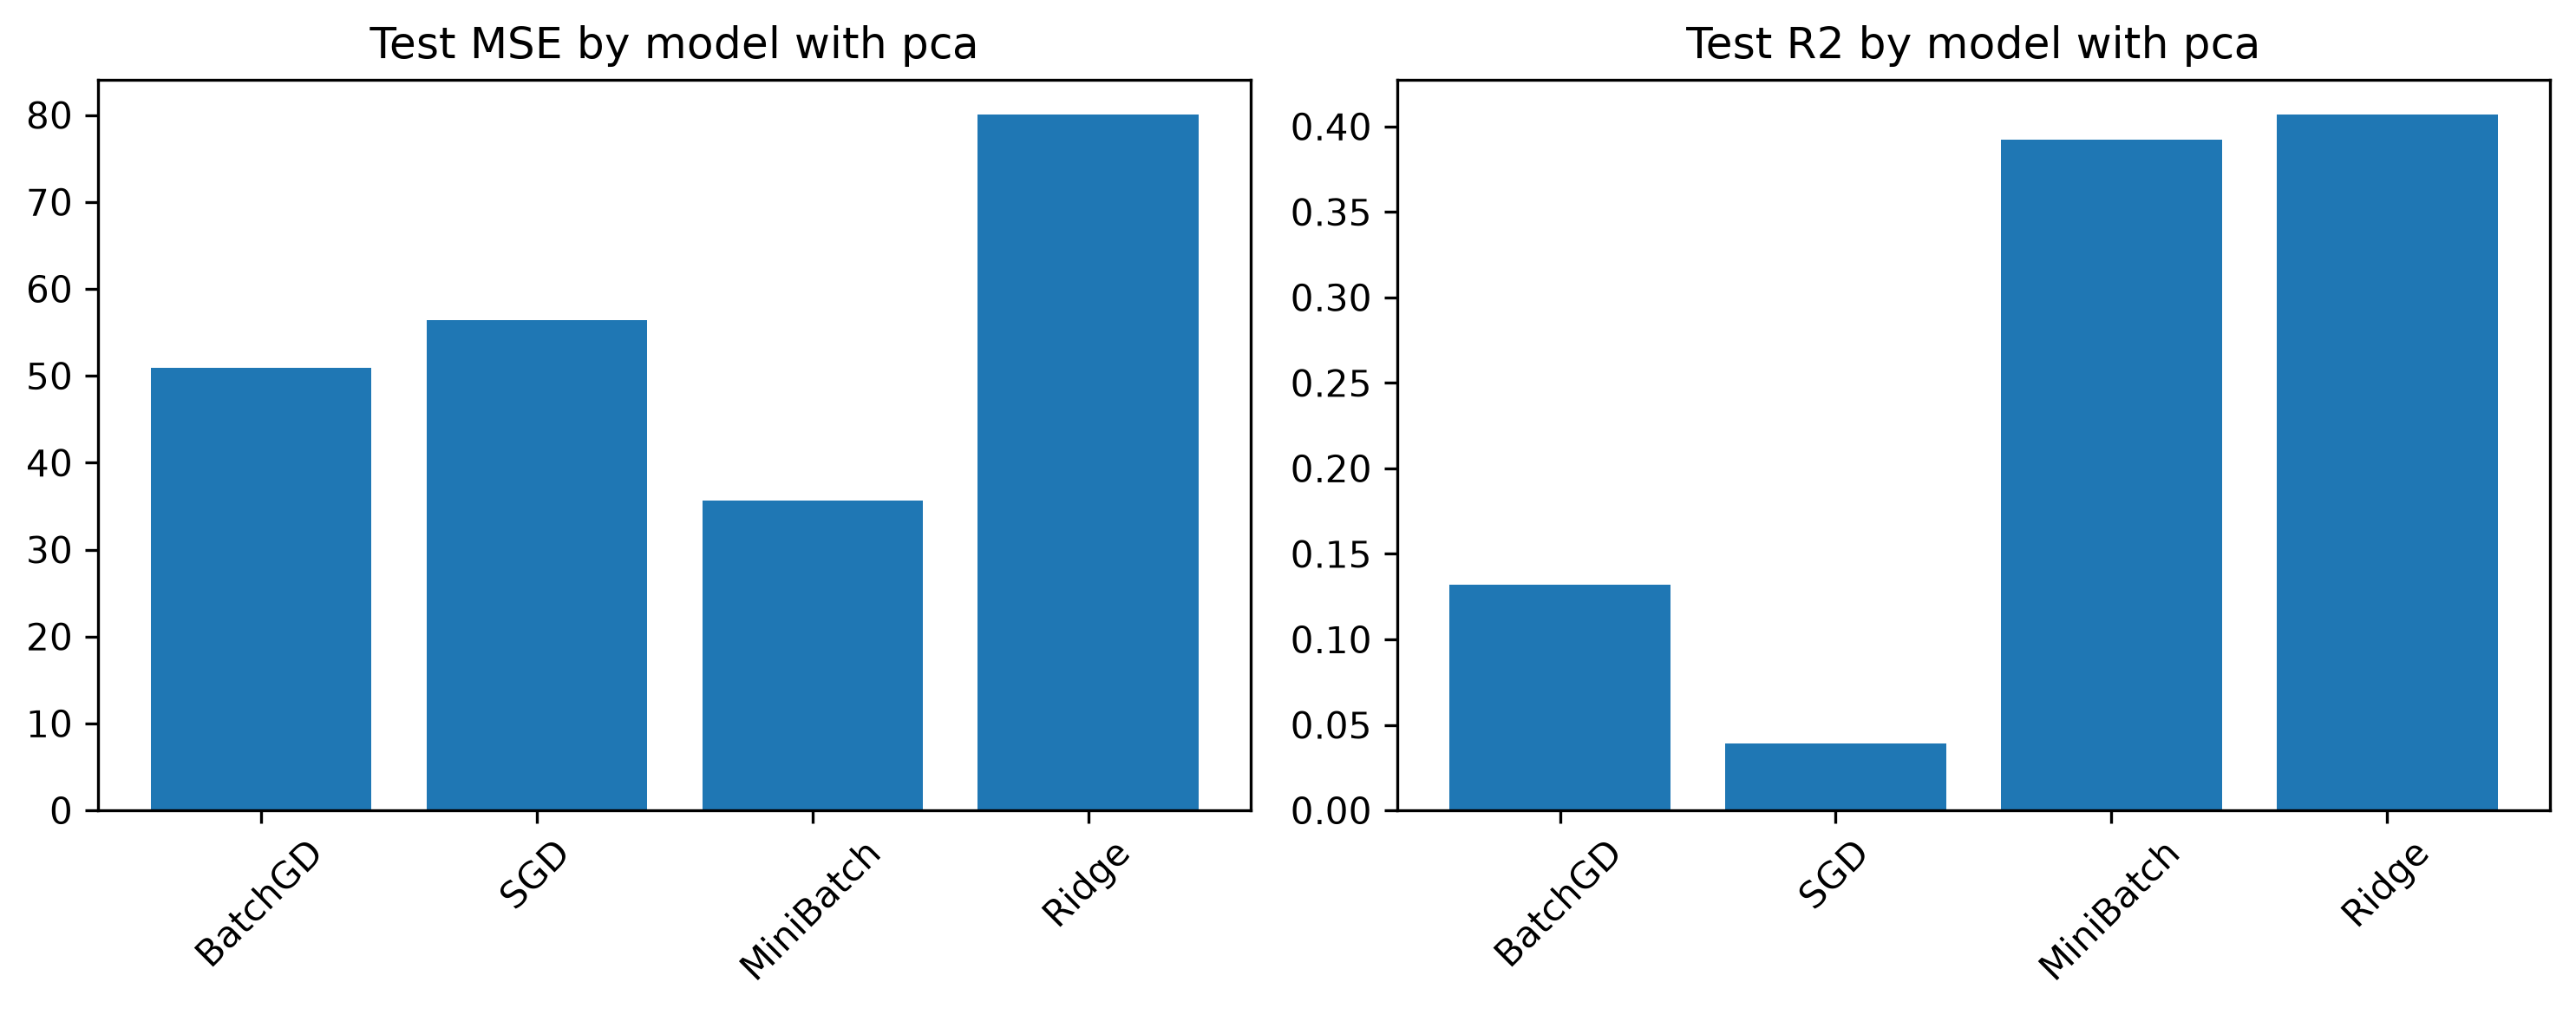 Test MSE by model with pca
80
70
60
50
40
30
20
10
0
BatchGD
SGD
MiniBatch
Ridge
Test R2 by model with pca
0.40
0.35
0.30
0.25
0.20
0.15
0.10
0.05
0.00
BatchGD
SGD
MiniBatch
Ridge